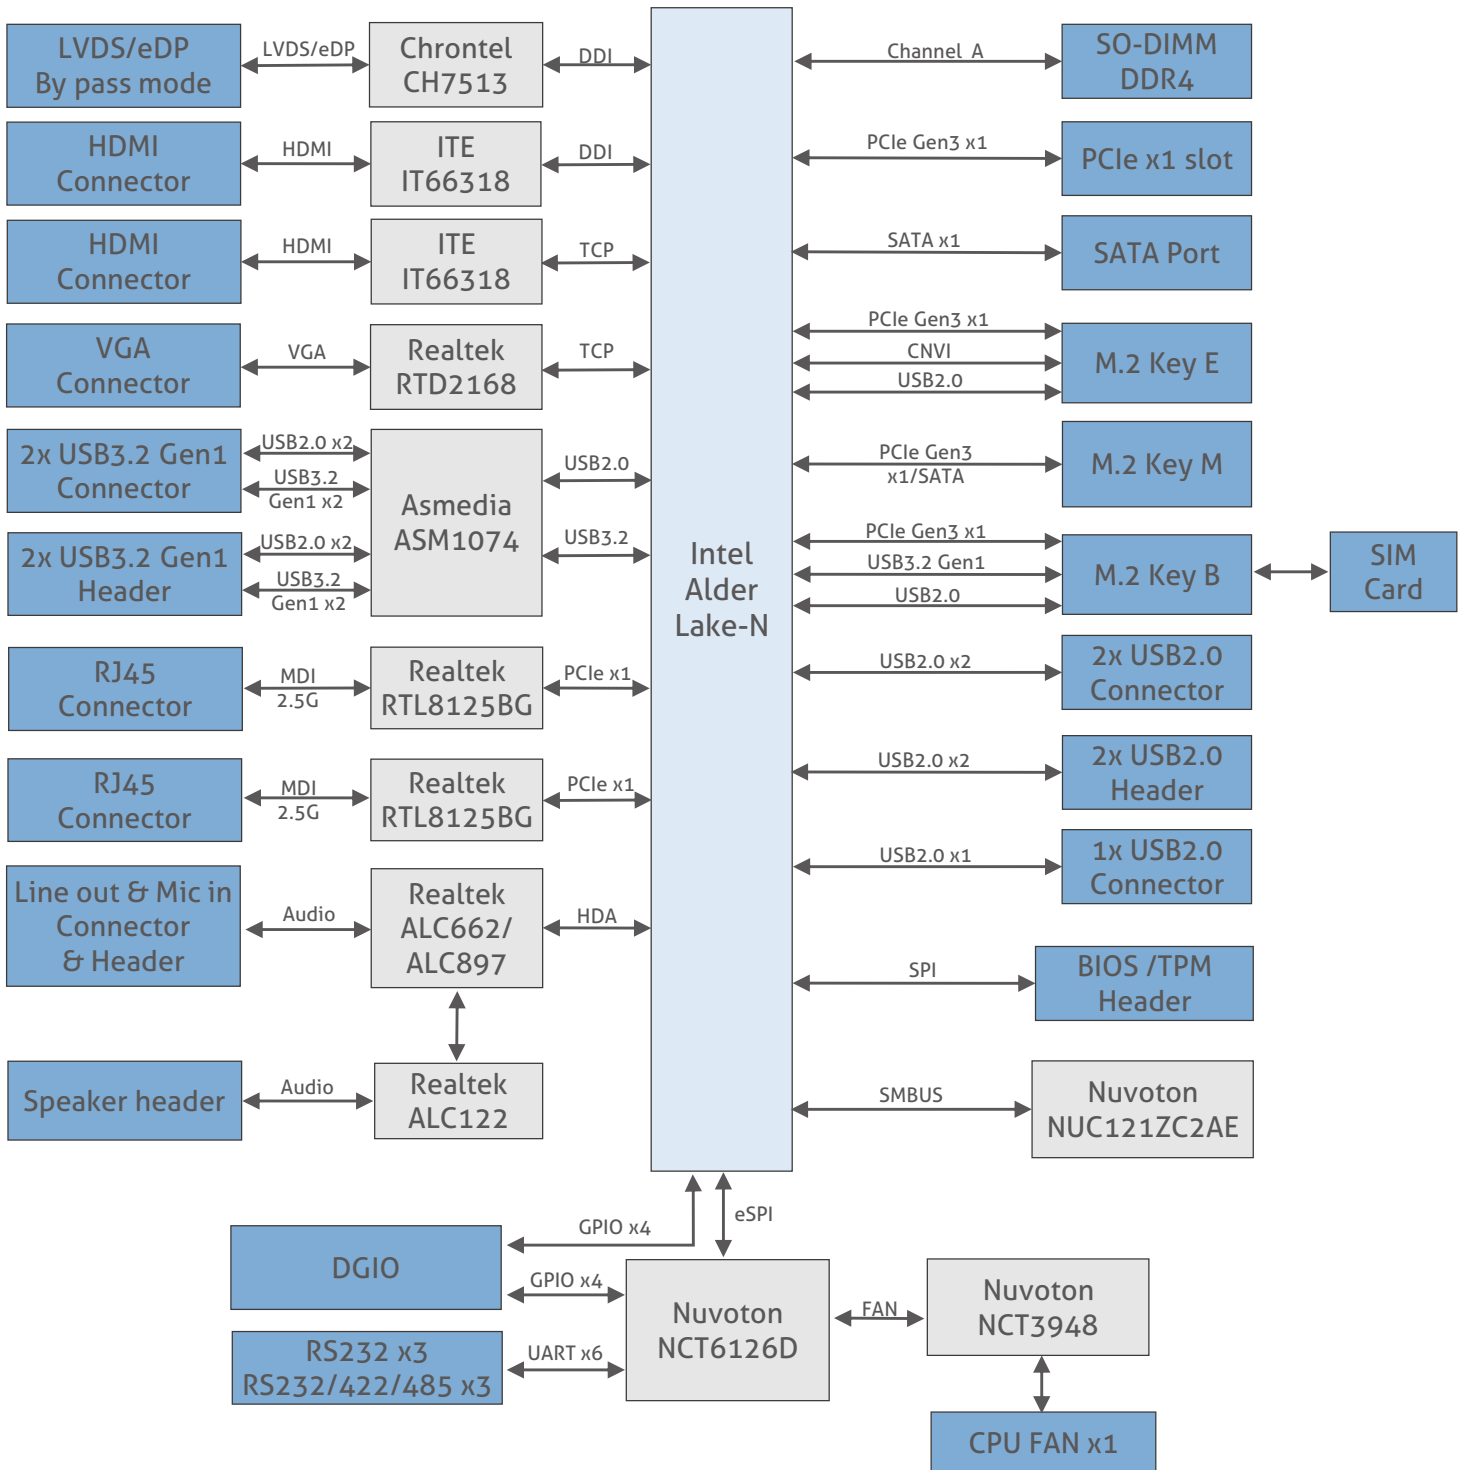 LVDS/eDP
By pass mode
LVDS/eDP
Chrontel
CH7513
DDI
HDMI
Connector
HDMI
ITE
IT66318
DDI
HDMI
Connector
HDMI
ITE
IT66318
TCP
VGA
Connector
VGA
Realtek
RTD2168
TCP
2x USB3.2 Gen1
Connector
USB2.0 x2
USB3.2
Gen1 x2
2x USB3.2 Gen1
Header
USB2.0 x2
USB3.2
Gen1 x2
Asmedia
ASM1074
USB2.0
USB3.2
RJ45
Connector
MDI
2.5G
Realtek
RTL8125BG
PCIe x1
RJ45
Connector
MDI
2.5G
Realtek
RTL8125BG
PCIe x1
Line out & Mic in
Connector
& Header
Audio
Realtek
ALC662/
ALC897
HDA
Speaker header
Audio
Realtek
ALC122
Intel
Alder
Lake-N
Channel A
SO-DIMM
DDR4
PCIe Gen3 x1
PCIe x1 slot
SATA x1
SATA Port
PCIe Gen3 x1
CNVI
USB2.0
M.2 Key E
PCIe Gen3
x1/SATA
M.2 Key M
PCIe Gen3 x1
USB3.2 Gen1
USB2.0
M.2 Key B
SIM
Card
USB2.0 x2
2x USB2.0
Connector
USB2.0 x2
2x USB2.0
Header
USB2.0 x1
1x USB2.0
Connector
SPI
BIOS /TPM
Header
SMBUS
Nuvoton
NUC121ZC2AE
GPIO x4
eSPI
DGIO
GPIO x4
RS232 x3
RS232/422/485 x3
UART x6
Nuvoton
NCT6126D
FAN
Nuvoton
NCT3948
CPU FAN x1